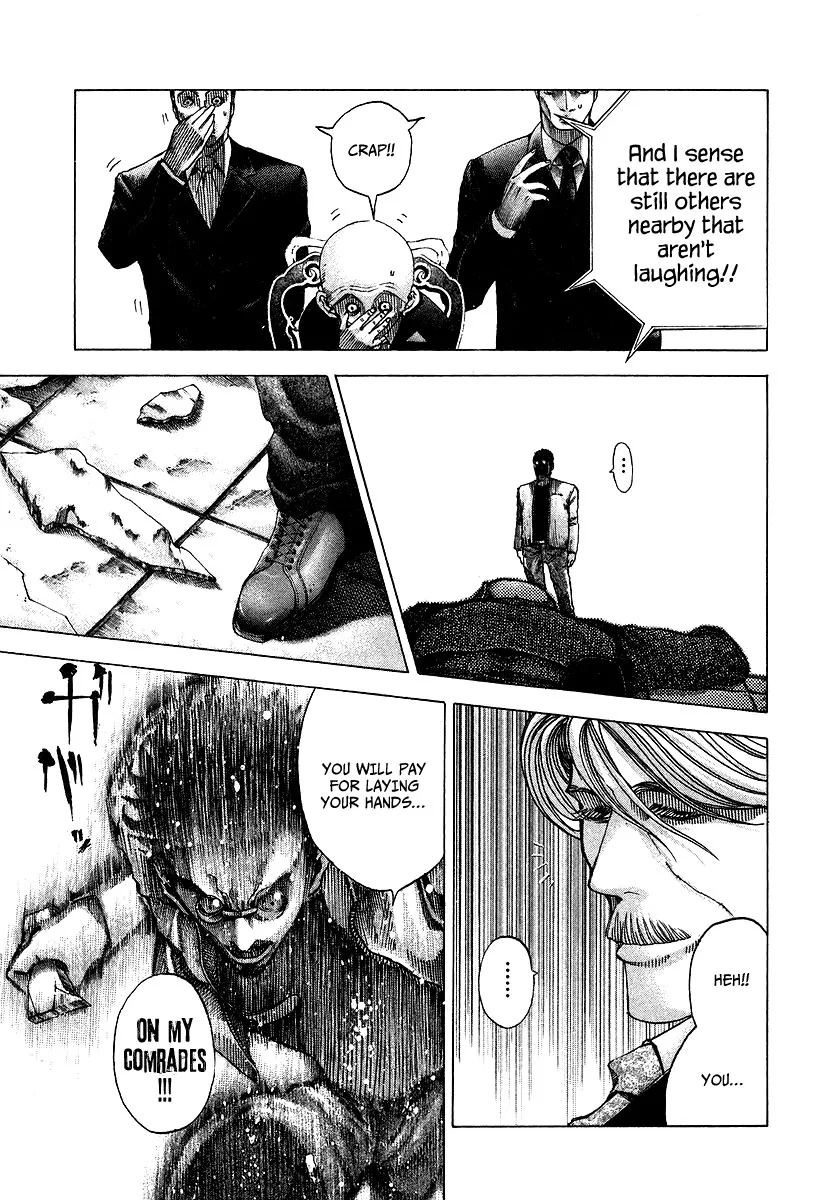 And I sense
that there are
still others
nearby that
aren't
laughing!!
CRAP!!
...
HEH!!
YOU...
......
YOU WILL PAY
FOR LAYING
YOUR HANDS...
ON MY
COMRADES
!!!